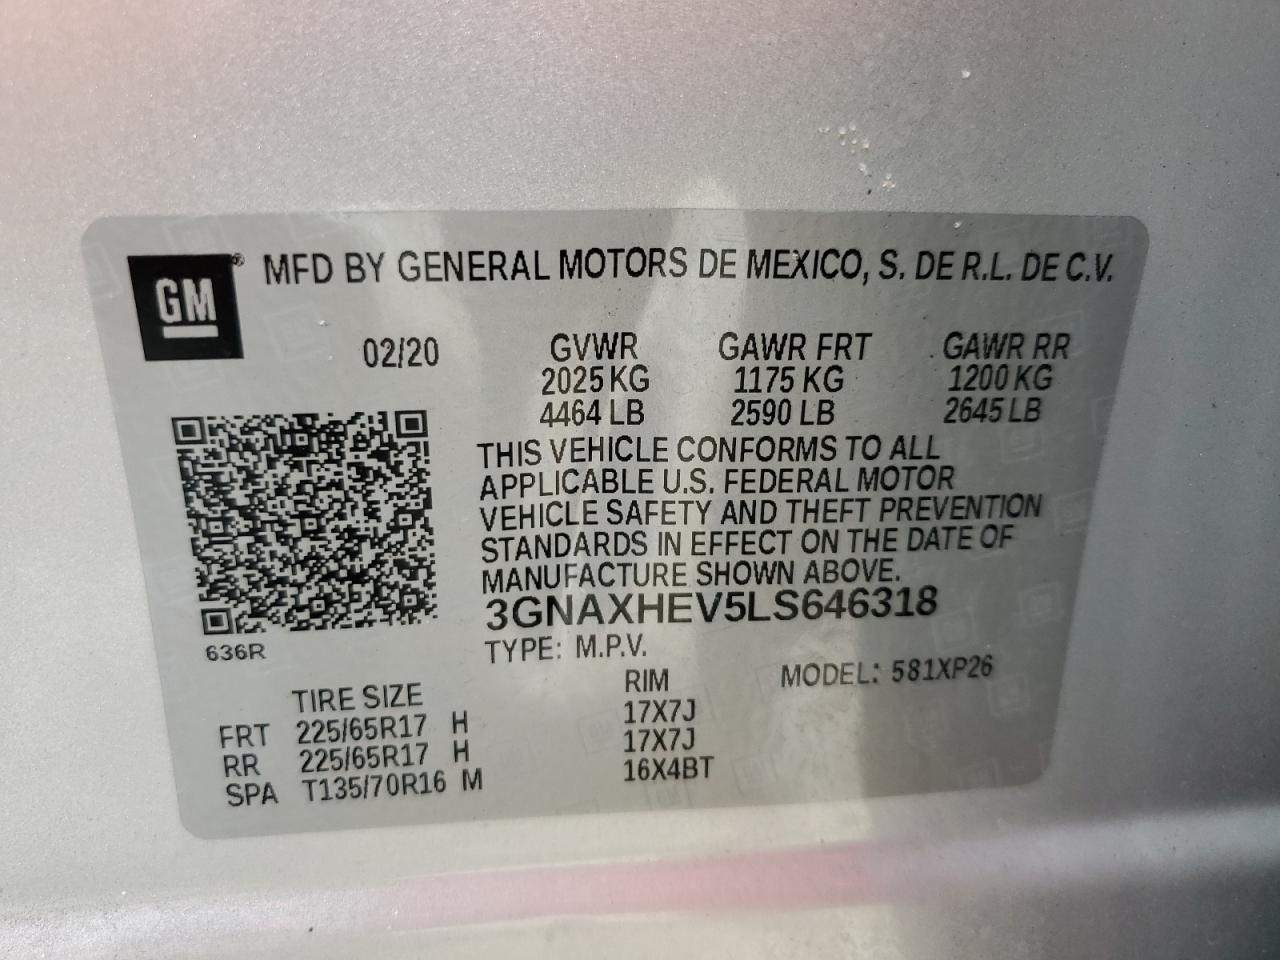 GM
MFD BY GENERAL MOTORS DE MEXICO, S. DE R.L. DE C.V.
02/20
GVWR GAWR FRT GAWR RR
2025 KG 1175 KG 1200 KG
4464 LB 2590 LB 2645 LB
THIS VEHICLE CONFORMS TO ALL
APPLICABLE U.S. FEDERAL MOTOR
VEHICLE SAFETY AND THEFT PREVENTION
STANDARDS IN EFFECT ON THE DATE OF
MANUFACTURE SHOWN ABOVE.
3GNAXHEV5LS646318
636R
TYPE: M.P.V.
MODEL: 581XP26
TIRE SIZE RIM
FRT 225/65R17 H 17X7J
RR 225/65R17 H 17X7J
SPA T135/70R16 M 16X4BT